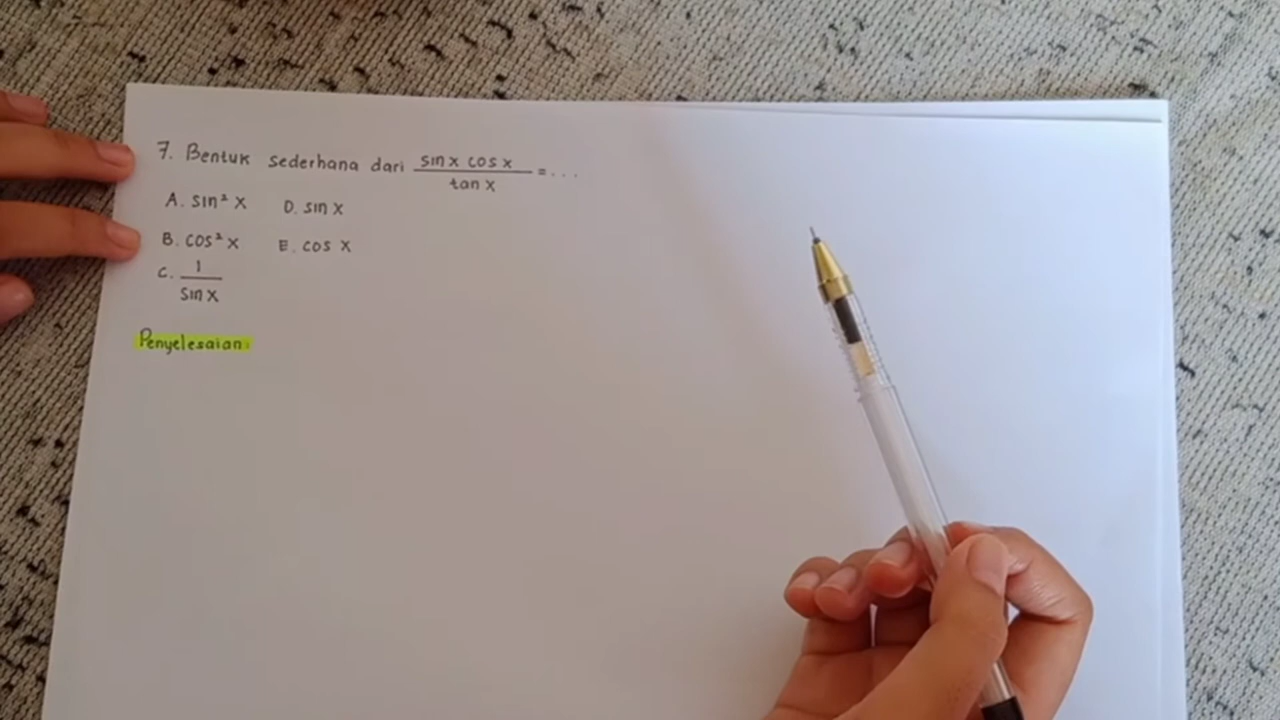 7. Bentuk sederhana dari sin x cos x / tan x = ...
A. sin² x D. sin x
B. cos² x E. cos x
C. 1 / sin x
Penyelesaian: